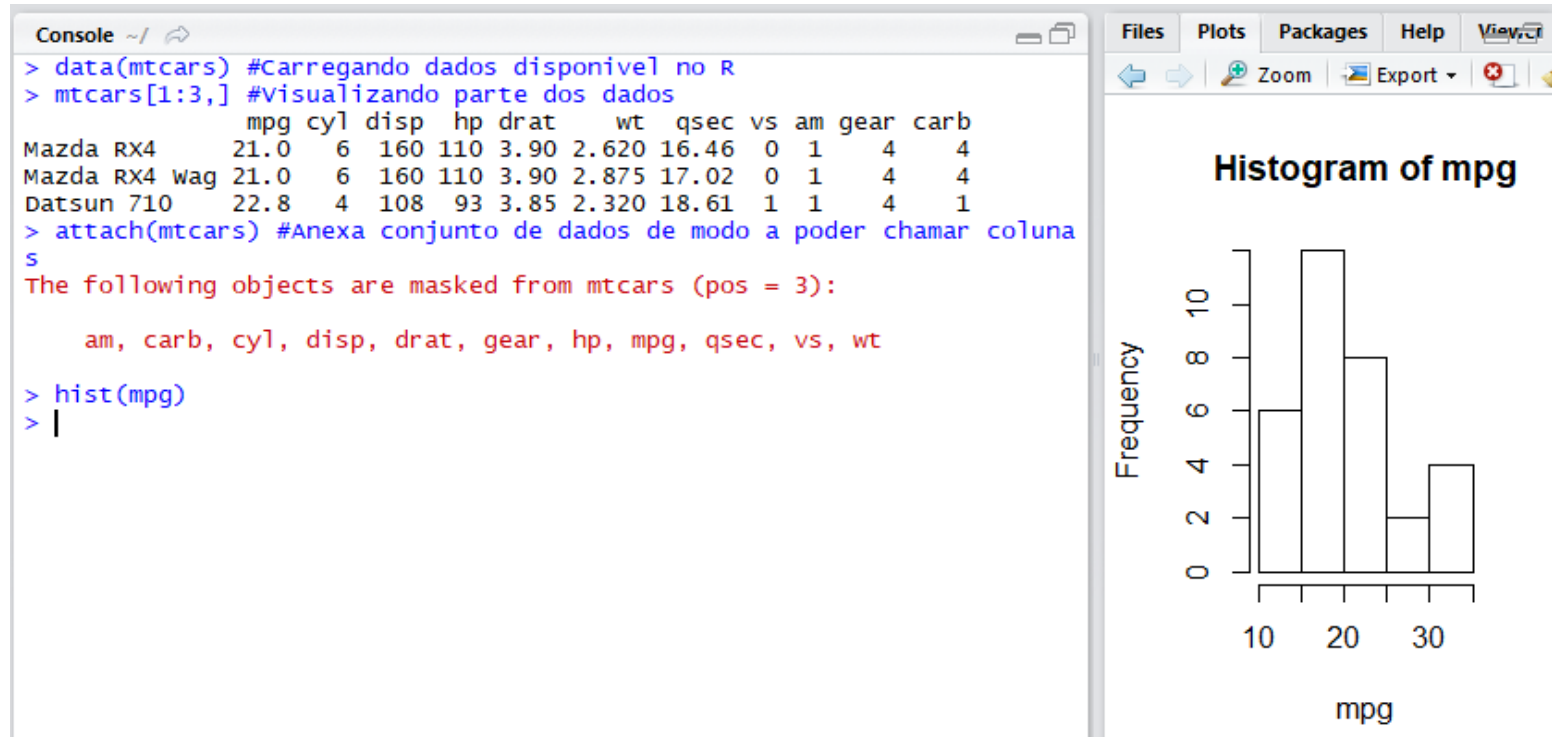 Console ~/
> data(mtcars) #Carregando dados disponivel no R
> mtcars[1:3,] #Visualizando parte dos dados
mpg cyl disp hp drat wt qsec vs am gear carb
Mazda RX4 21.0 6 160 110 3.90 2.620 16.46 0 1 4 4
Mazda RX4 Wag 21.0 6 160 110 3.90 2.875 17.02 0 1 4 4
Datsun 710 22.8 4 108 93 3.85 2.320 18.61 1 1 4 1
> attach(mtcars) #Anexa conjunto de dados de modo a poder chamar coluna
s
The following objects are masked from mtcars (pos = 3):
am, carb, cyl, disp, drat, gear, hp, mpg, qsec, vs, wt
> hist(mpg)
>
Files Plots Packages Help Viewer
Zoom Export
Histogram of mpg
Frequency
10
8
6
4
2
0
10 20 30
mpg